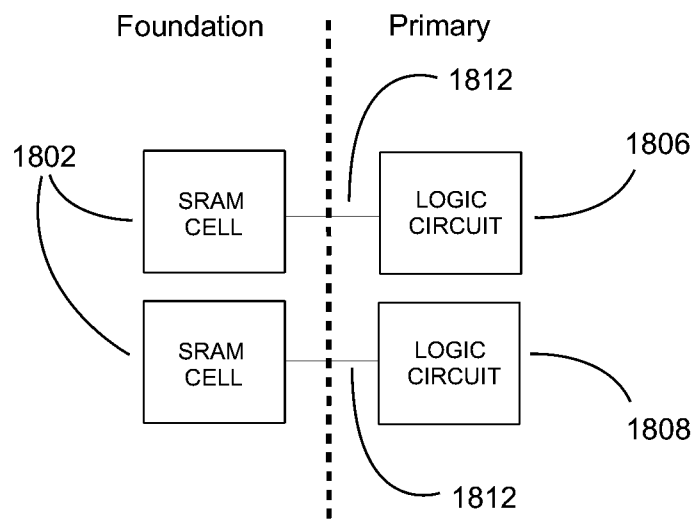 Foundation
Primary
1812
1802
1806
SRAM
CELL
LOGIC
CIRCUIT
SRAM
CELL
LOGIC
CIRCUIT
1808
1812